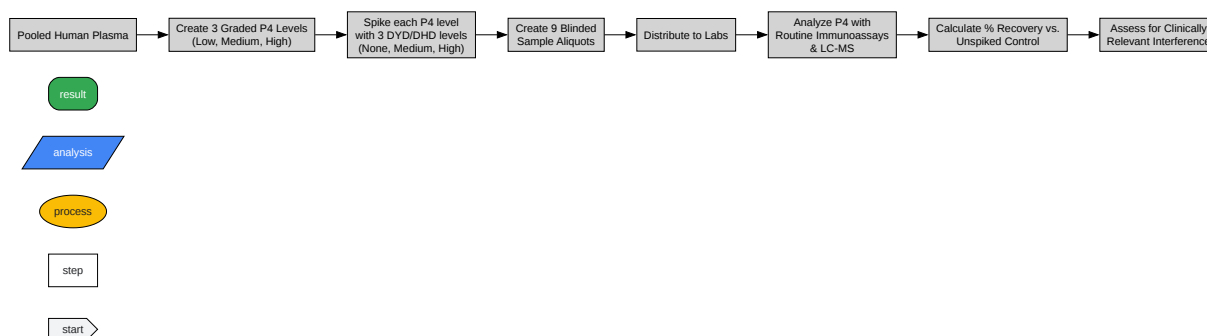 Pooled Human Plasma
Create 3 Graded P4 Levels
(Low, Medium, High)
Spike each P4 level
with 3 DYD/DHD levels
(None, Medium, High)
Create 9 Blinded
Sample Aliquots
Distribute to Labs
Analyze P4 with
Routine Immunoassays
& LC-MS
Calculate % Recovery vs.
Unspiked Control
Assess for Clinically
Relevant Interference
result
analysis
process
step
start